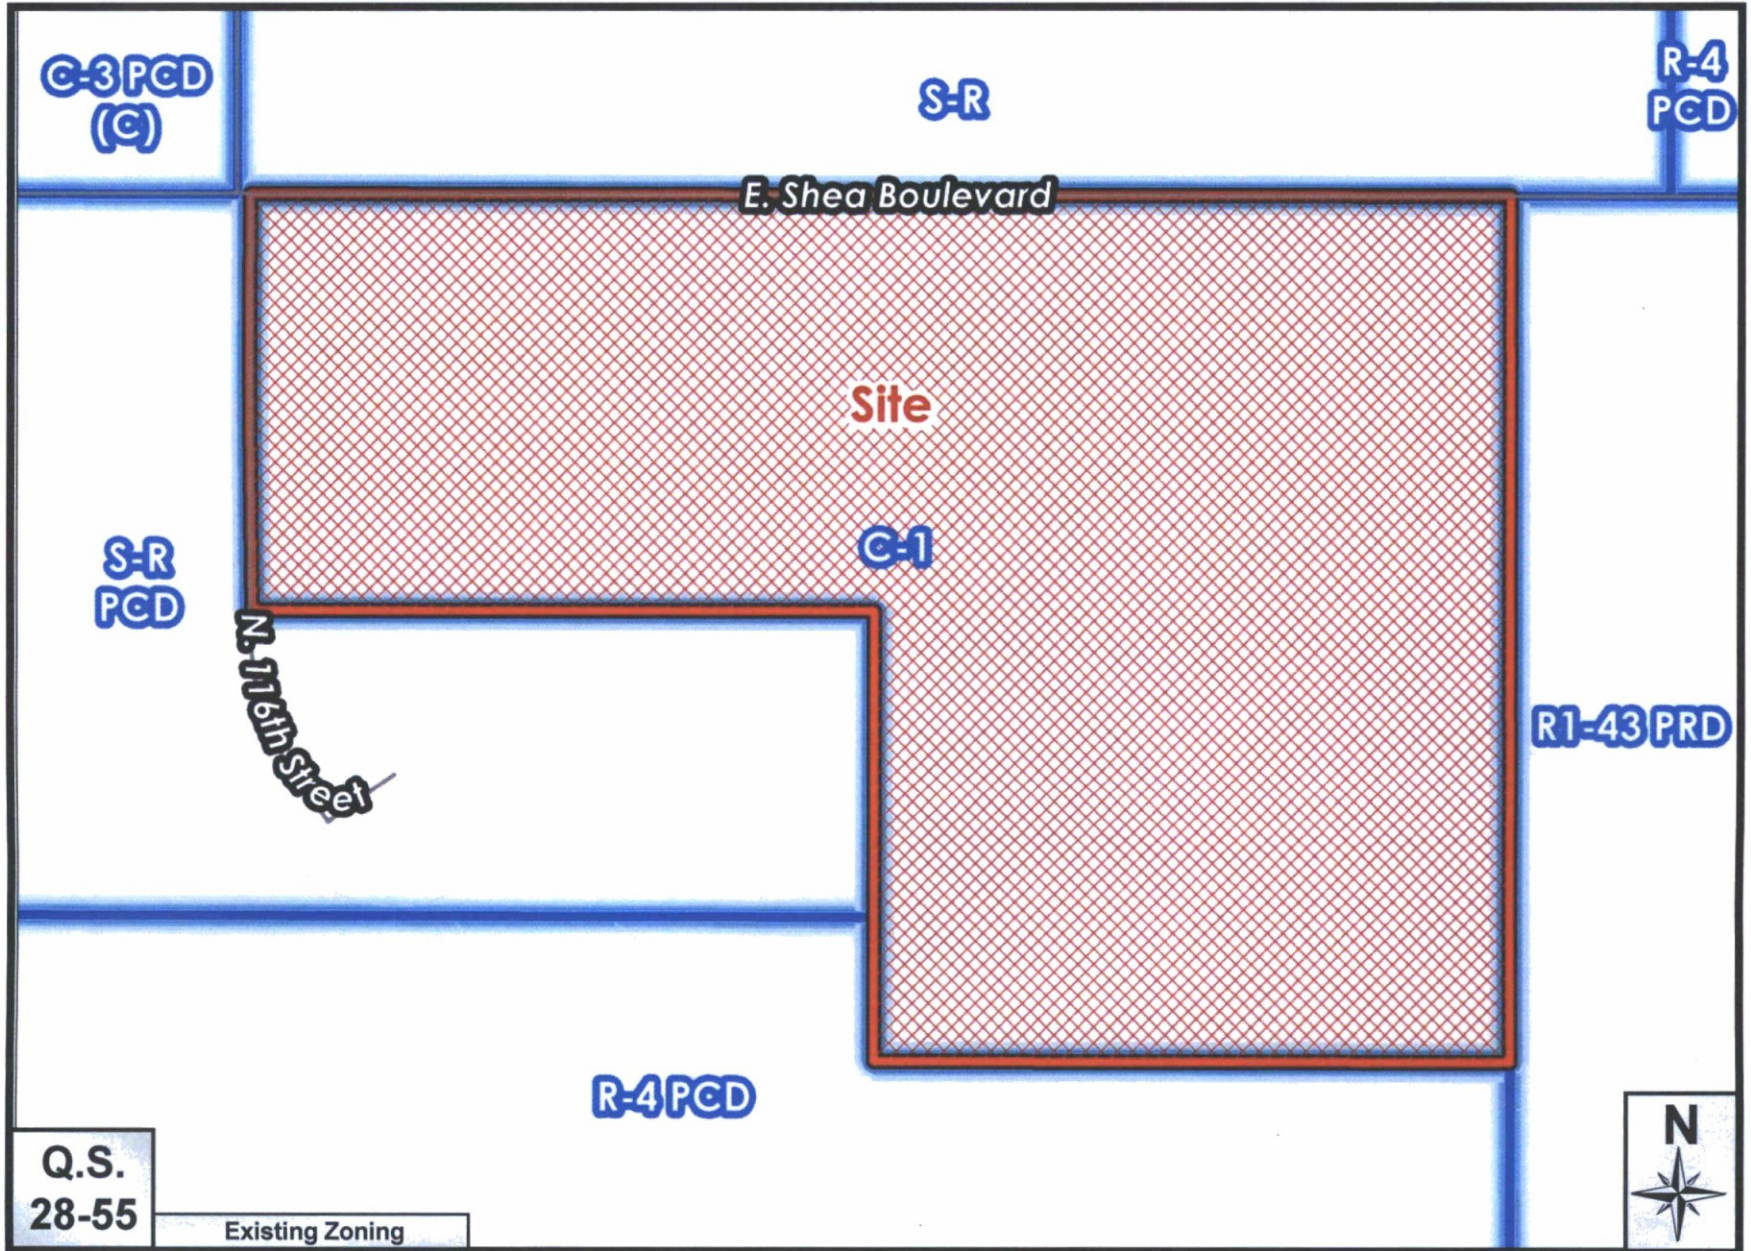 C-3 PCD
(C)
S-R
R-4
PCD
E. Shea Boulevard
Site
C-1
S-R
PCD
N. 116th Street
R1-43 PRD
R-4 PCD
Q.S.
28-55
Existing Zoning
N